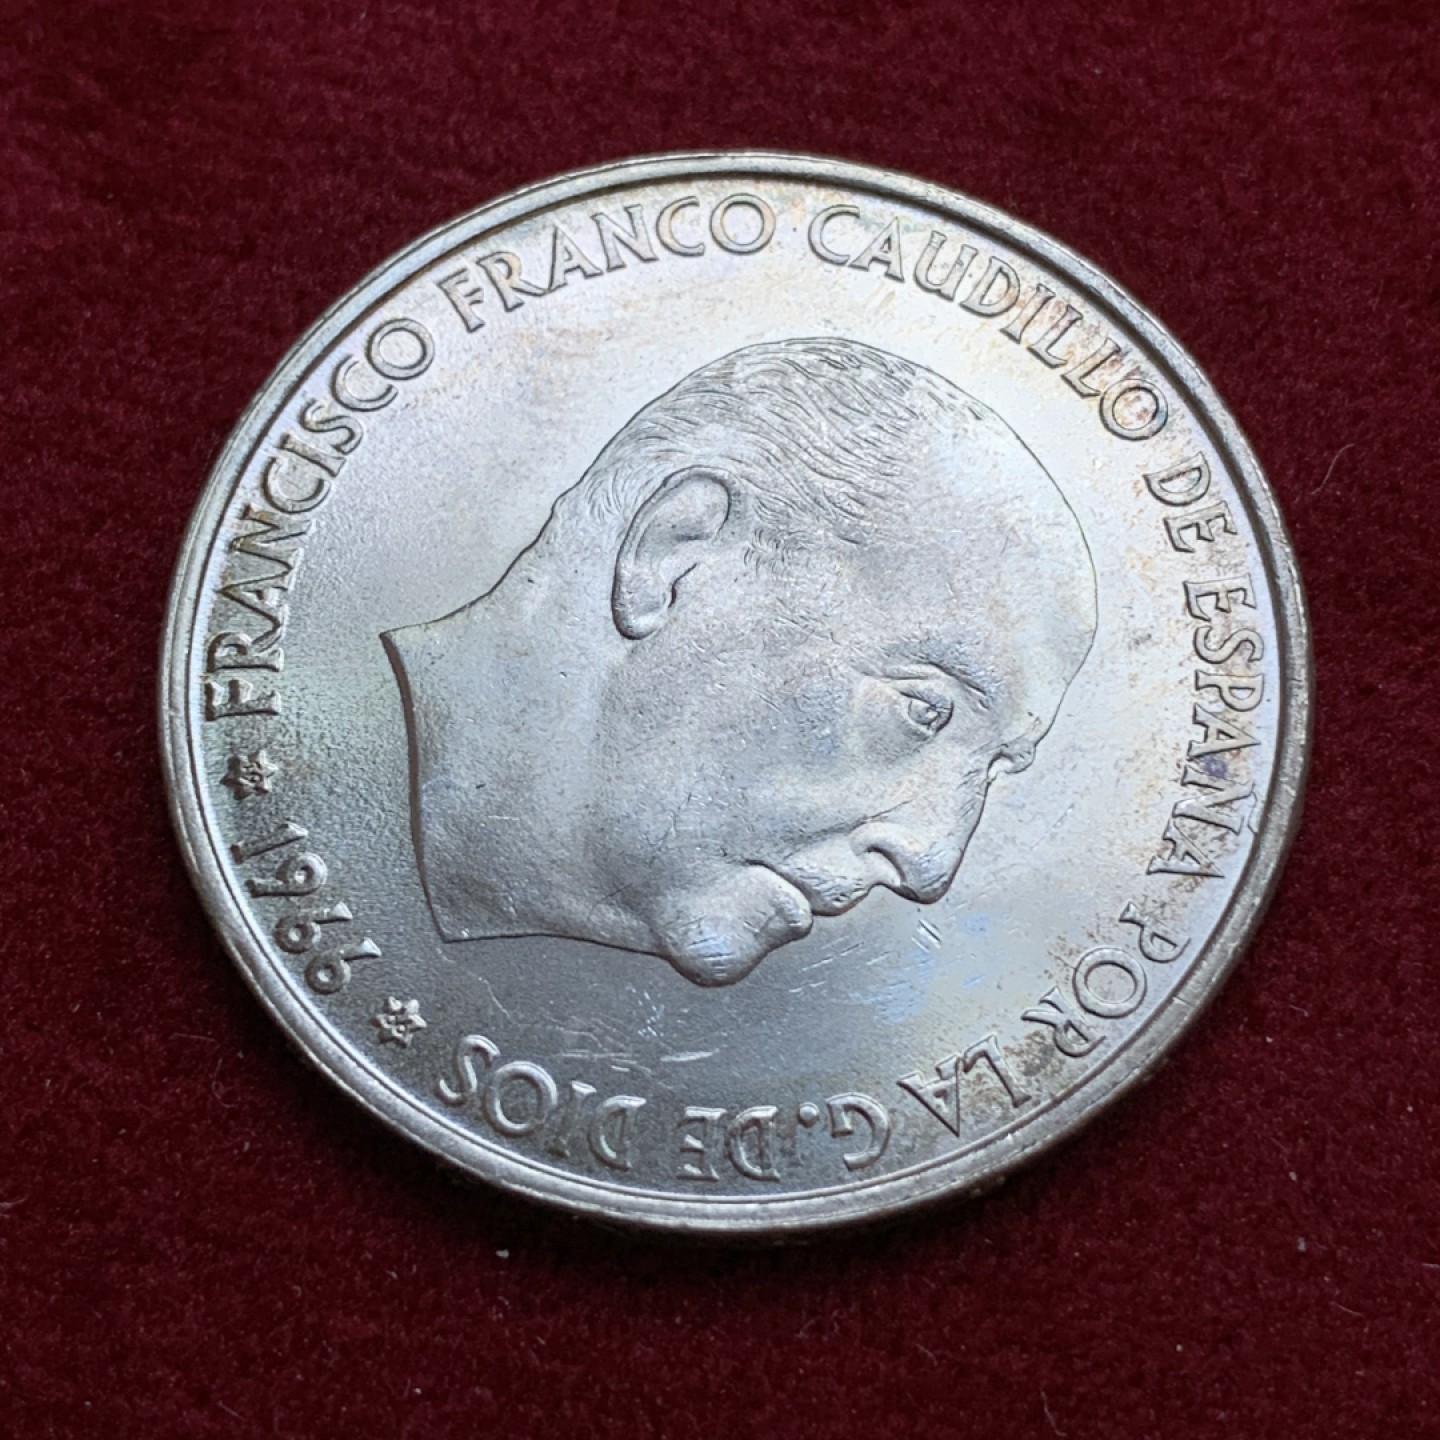 FRANCISCO FRANCO CAUDILLO DE ESPAÑA POR LA G. DE DIOS
* 1966 *